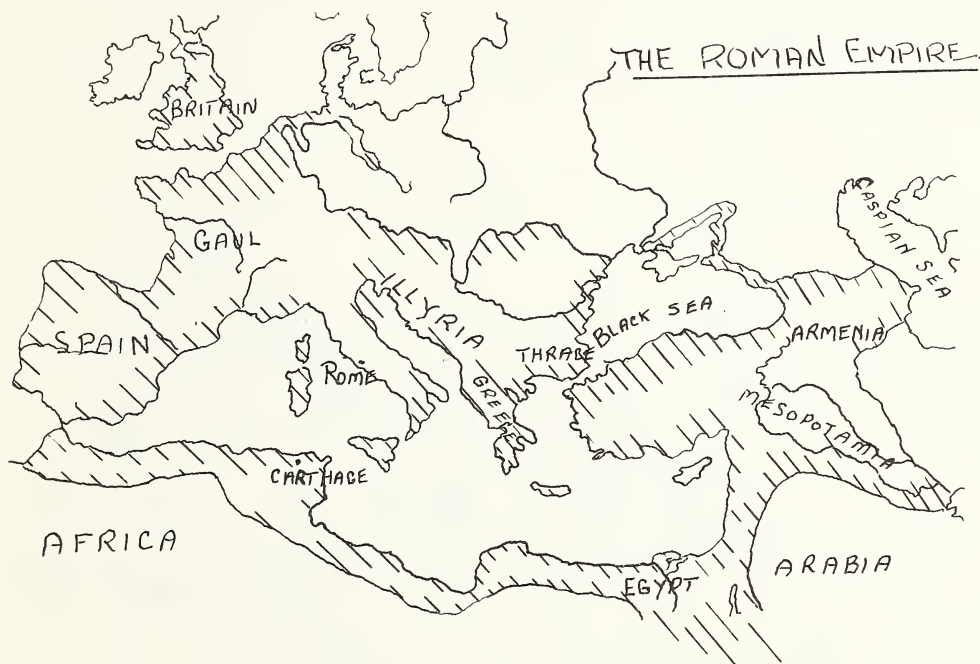 THE ROMAN EMPIRE
BRITAIN
GAUL
CASPIAN SEA
SPAIN
ILLYRIA
BLACK SEA
ARMENIA
THRACE
ROME
GREECE
MESOPOTAMIA
CARTHAGE
AFRICA
EGYPT
ARABIA